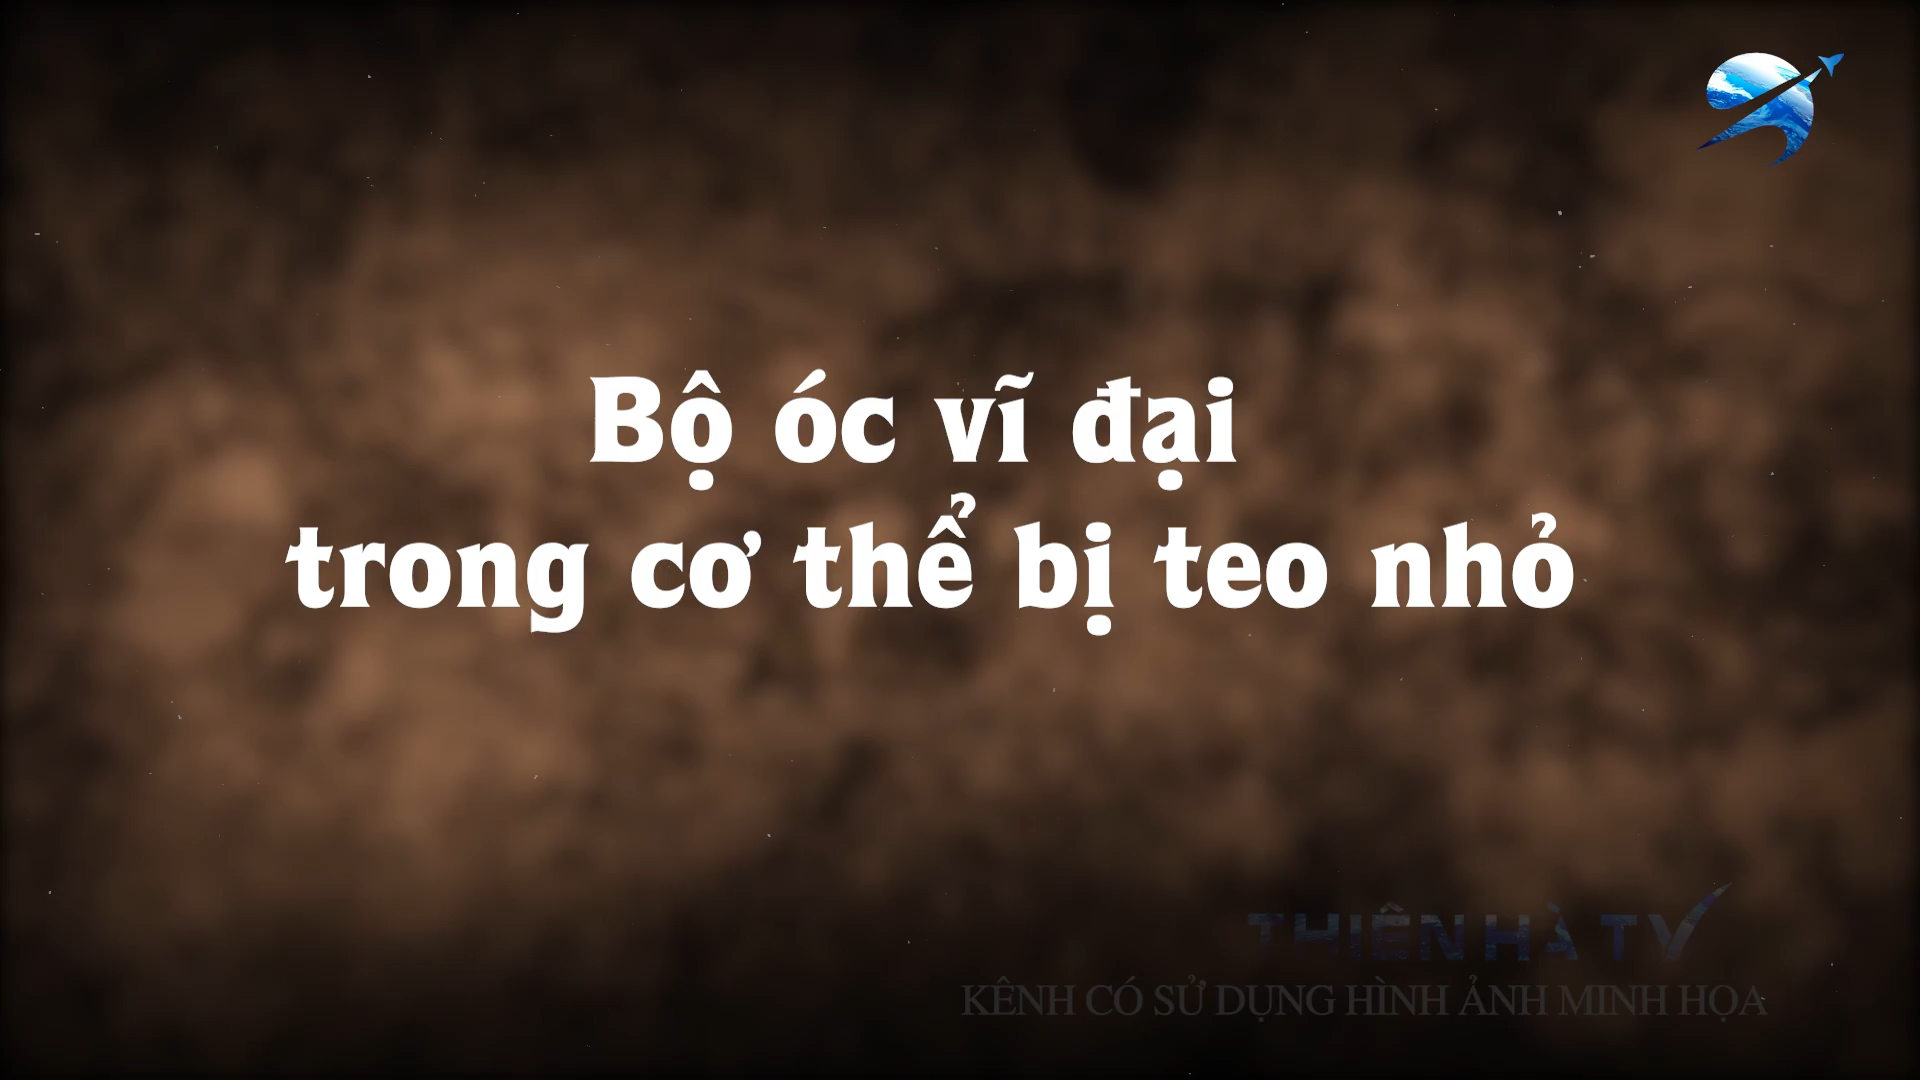 Bộ óc vĩ đại
trong cơ thể bị teo nhỏ
THIÊN HÀ TV
KÊNH CÓ SỬ DỤNG HÌNH ẢNH MINH HỌA